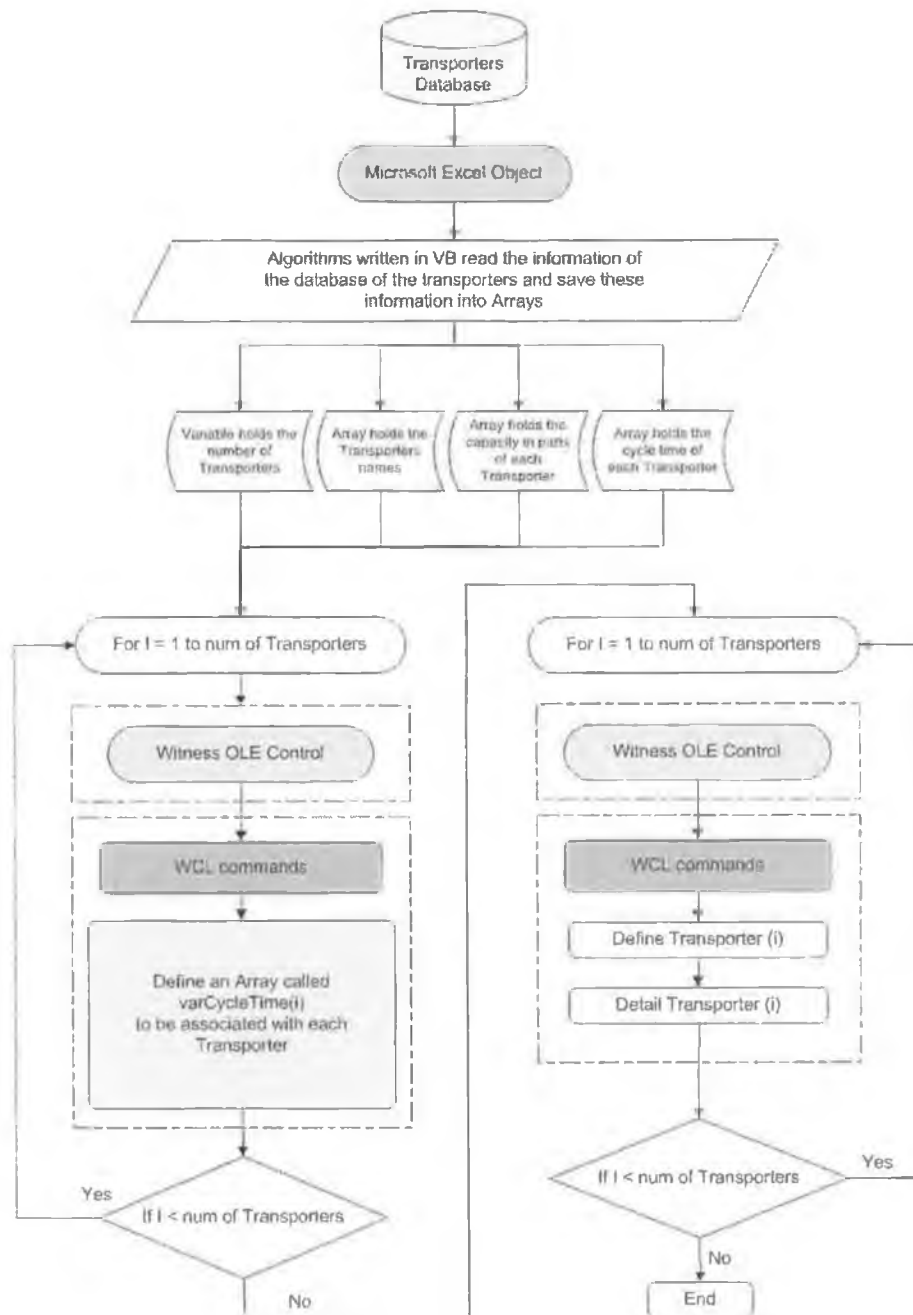 Transporters
Database
Microsoft Excel Object
Algorithms written in VB read the information of
the database of the transporters and save these
information into Arrays
Variable holds the
number of
Transporters
Array holds the
Transporters
names
Array holds the
capacity in parts
of each
Transporter
Array holds the
cycle time of
each Transporter
For I = 1 to num of Transporters
Witness OLE Control
WCL commands
Define an Array called
varCycleTime(i)
to be associated with each
Transporter
Yes
If I < num of Transporters
No
For I = 1 to num of Transporters
Witness OLE Control
WCL commands
Define Transporter (i)
Detail Transporter (i)
If I < num of Transporters
Yes
No
End